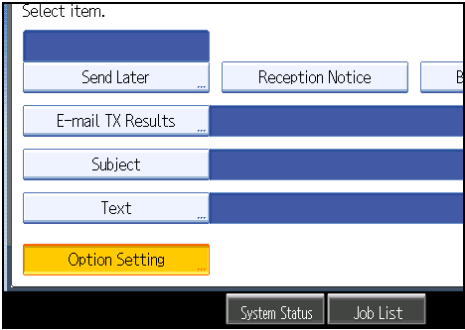 Select item.
Send Later ...
Reception Notice
B
E-mail TX Results ...
Subject
Text ...
Option Setting ...
System Status
Job List